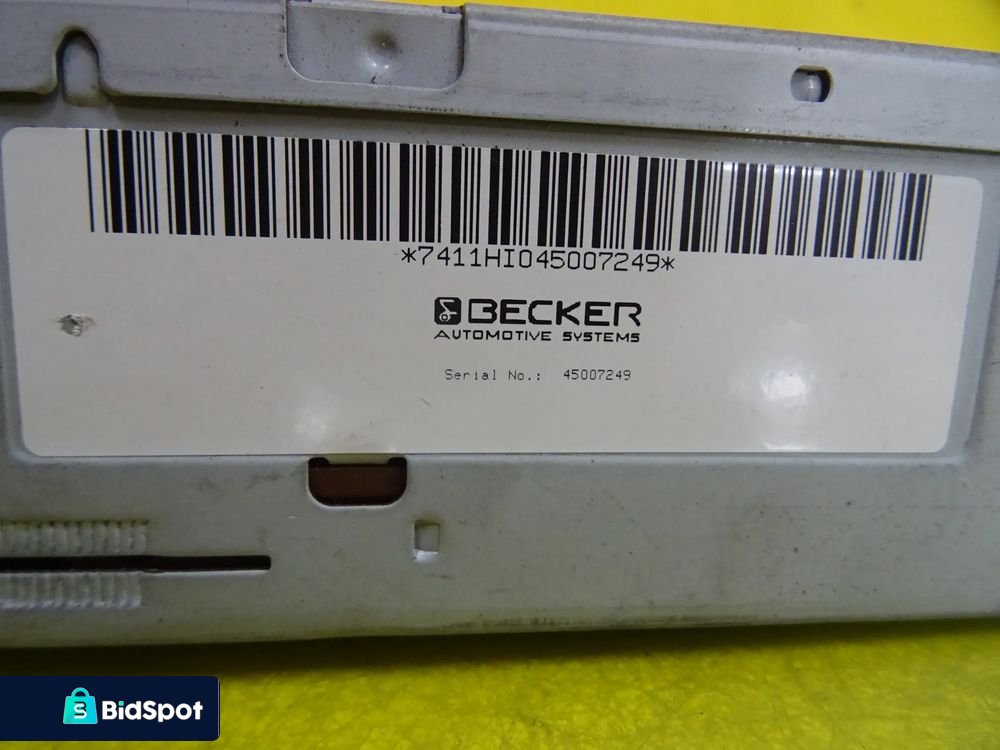 *7411HI045007249*
BECKER
AUTOMOTIVE SYSTEMS
Serial No.: 45007249
BidSpot